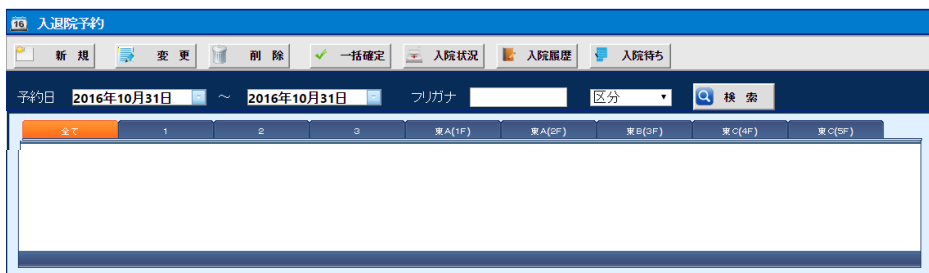 16 入退院予約
新 規 変 更 削 除 一括確定 入院状況 入院履歴 入院待ち
予約日 2016年10月31日 ～ 2016年10月31日 フリガナ 区分 検 索
全て 1 2 3 東A(1F) 東A(2F) 東B(3F) 東C(4F) 東C(5F)